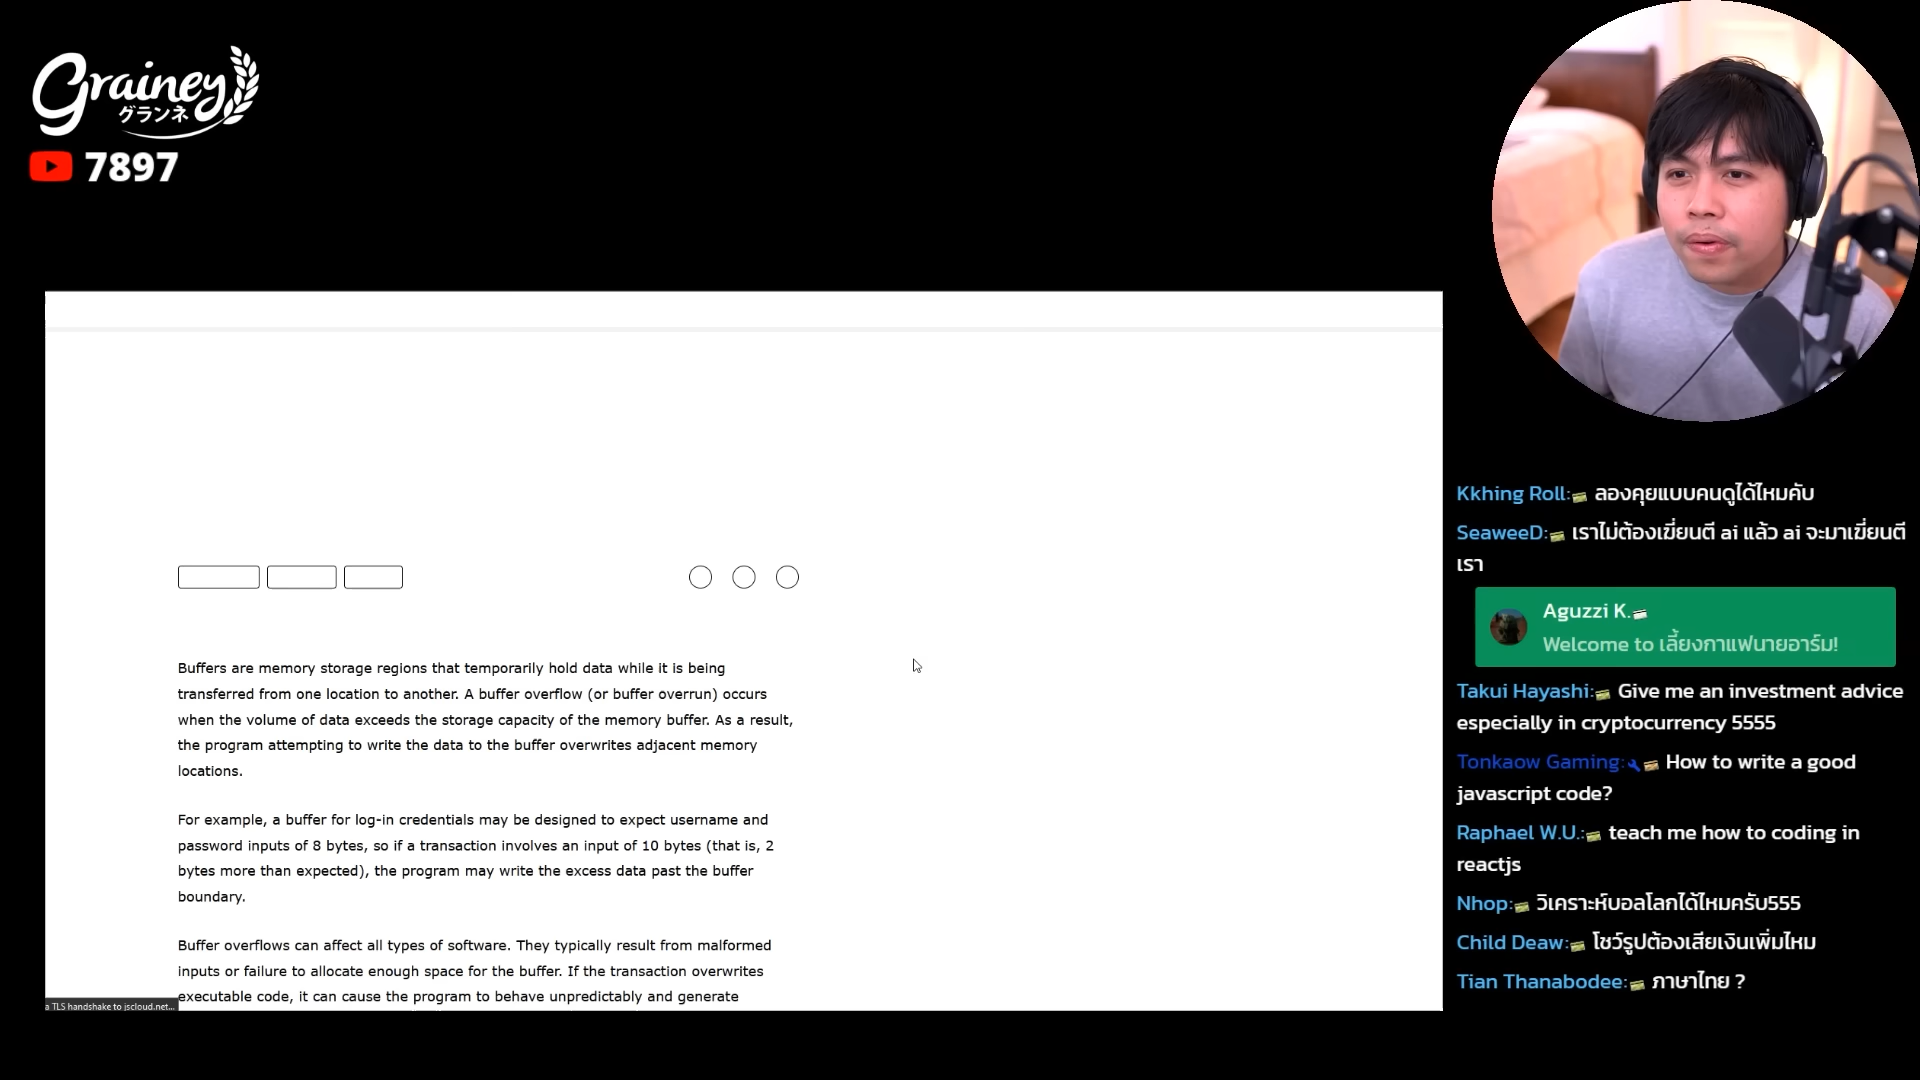 Grainey
グランネ
7897
Buffers are memory storage regions that temporarily hold data while it is being
transferred from one location to another. A buffer overflow (or buffer overrun) occurs
when the volume of data exceeds the storage capacity of the memory buffer. As a result,
the program attempting to write the data to the buffer overwrites adjacent memory
locations.
For example, a buffer for log-in credentials may be designed to expect username and
password inputs of 8 bytes, so if a transaction involves an input of 10 bytes (that is, 2
bytes more than expected), the program may write the excess data past the buffer
boundary.
Buffer overflows can affect all types of software. They typically result from malformed
inputs or failure to allocate enough space for the buffer. If the transaction overwrites
executable code, it can cause the program to behave unpredictably and generate
a TLS handshake to jscloud.net...
Kkhing Roll: ลองคุยแบบคนดูได้ไหมคับ
SeaweeD: เราไม่ต้องเฆี่ยนตี ai แล้ว ai จะมาเฆี่ยนตี
เรา
Aguzzi K.
Welcome to เลี้ยงกาแฟนายอาร์ม!
Takui Hayashi: Give me an investment advice
especially in cryptocurrency 5555
Tonkaow Gaming: How to write a good
javascript code?
Raphael W.U.: teach me how to coding in
reactjs
Nhop: วิเคราะห์บอลโลกได้ไหมครับ555
Child Deaw: โชว์รูปต้องเสียเงินเพิ่มไหม
Tian Thanabodee: ภาษาไทย ?